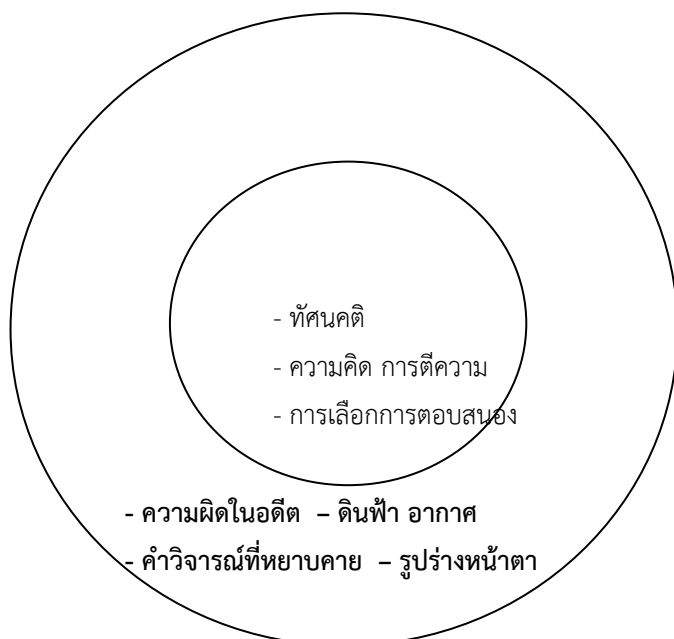 - ทัศนคติ
- ความคิด การตีความ
- การเลือกการตอบสนอง
- ความผิดในอดีต – ดินฟ้า อากาศ
- คำวิจารณ์ที่หยาบคาย – รูปร่างหน้าตา